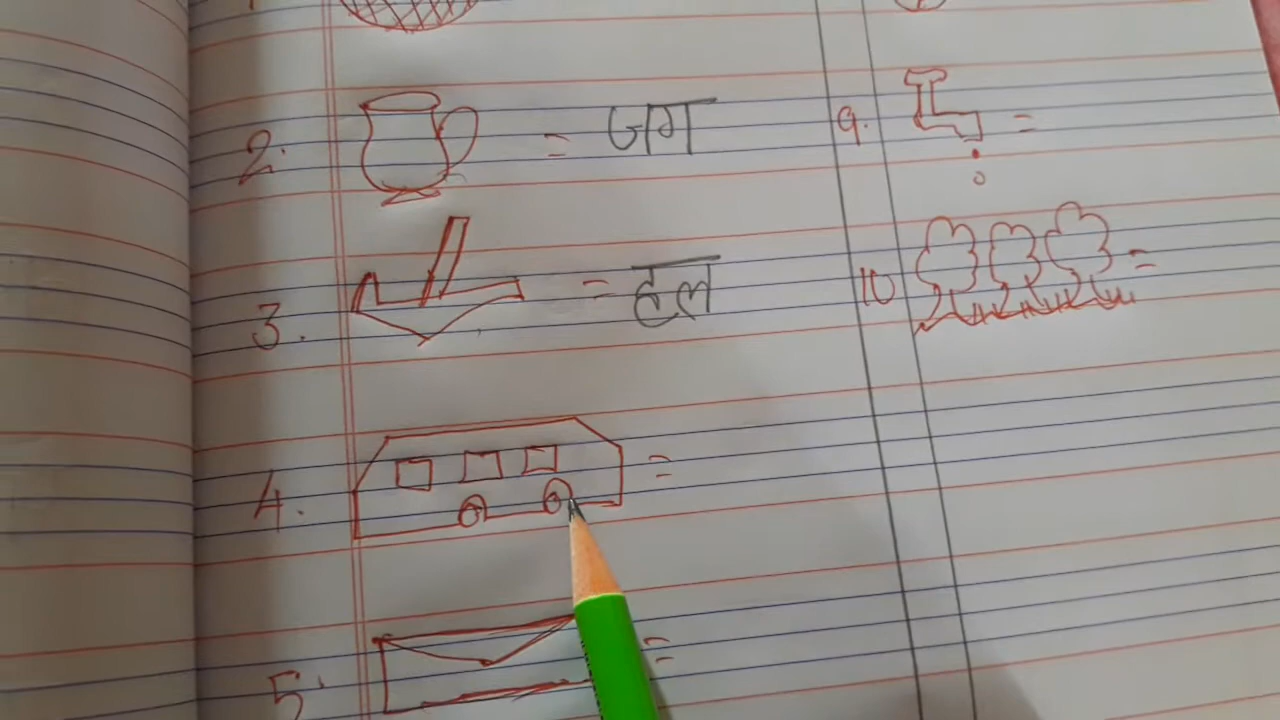 2. = जग
3. = हल
4. =
5. =
9. =
10 =